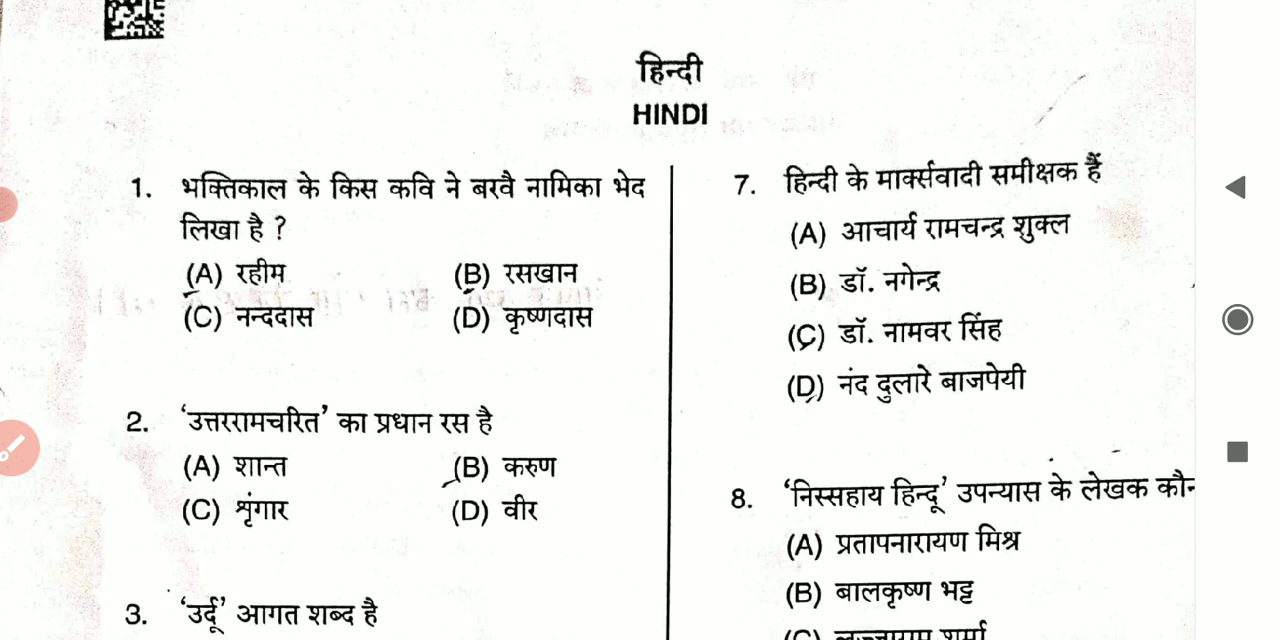 हिन्दी
HINDI
1. भक्तिकाल के किस कवि ने बरवै नामिका भेद
लिखा है ?
(A) रहीम (B) रसखान
(C) नन्ददास (D) कृष्णदास
2. ‘उत्तररामचरित’ का प्रधान रस है
(A) शान्त (B) करुण
(C) शृंगार (D) वीर
3. ‘उर्दू’ आगत शब्द है
7. हिन्दी के मार्क्सवादी समीक्षक हैं
(A) आचार्य रामचन्द्र शुक्ल
(B) डॉ. नगेन्द्र
(C) डॉ. नामवर सिंह
(D) नंद दुलारे बाजपेयी
8. ‘निस्सहाय हिन्दू’ उपन्यास के लेखक
(A) प्रतापनारायण मिश्र
(B) बालकृष्ण भट्ट
(C) लज्जाराम शर्मा